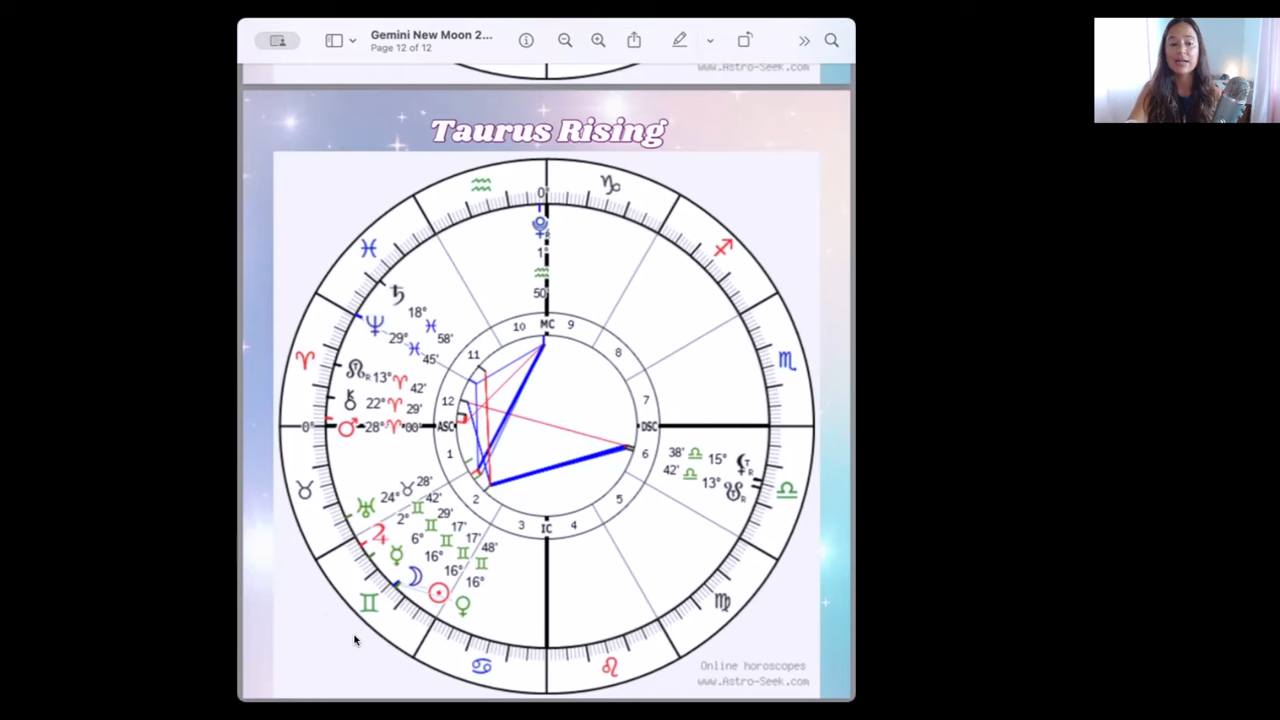 Gemini New Moon 2...
Page 12 of 12
www.Astro-Seek.com
Taurus Rising
0°
R
1°
50'
10 MC 9
18°
58'
29°
45'
11
8
R 13° 42'
22° 29'
12
7
0° 28° 00' ASC
DSC
1
6
38' 15° T R
42' 13° R
24° 28'
2° 42'
6° 29'
16° 17'
16° 17'
16° 48'
2
5
3 IC 4
Online horoscopes
www.Astro-Seek.com